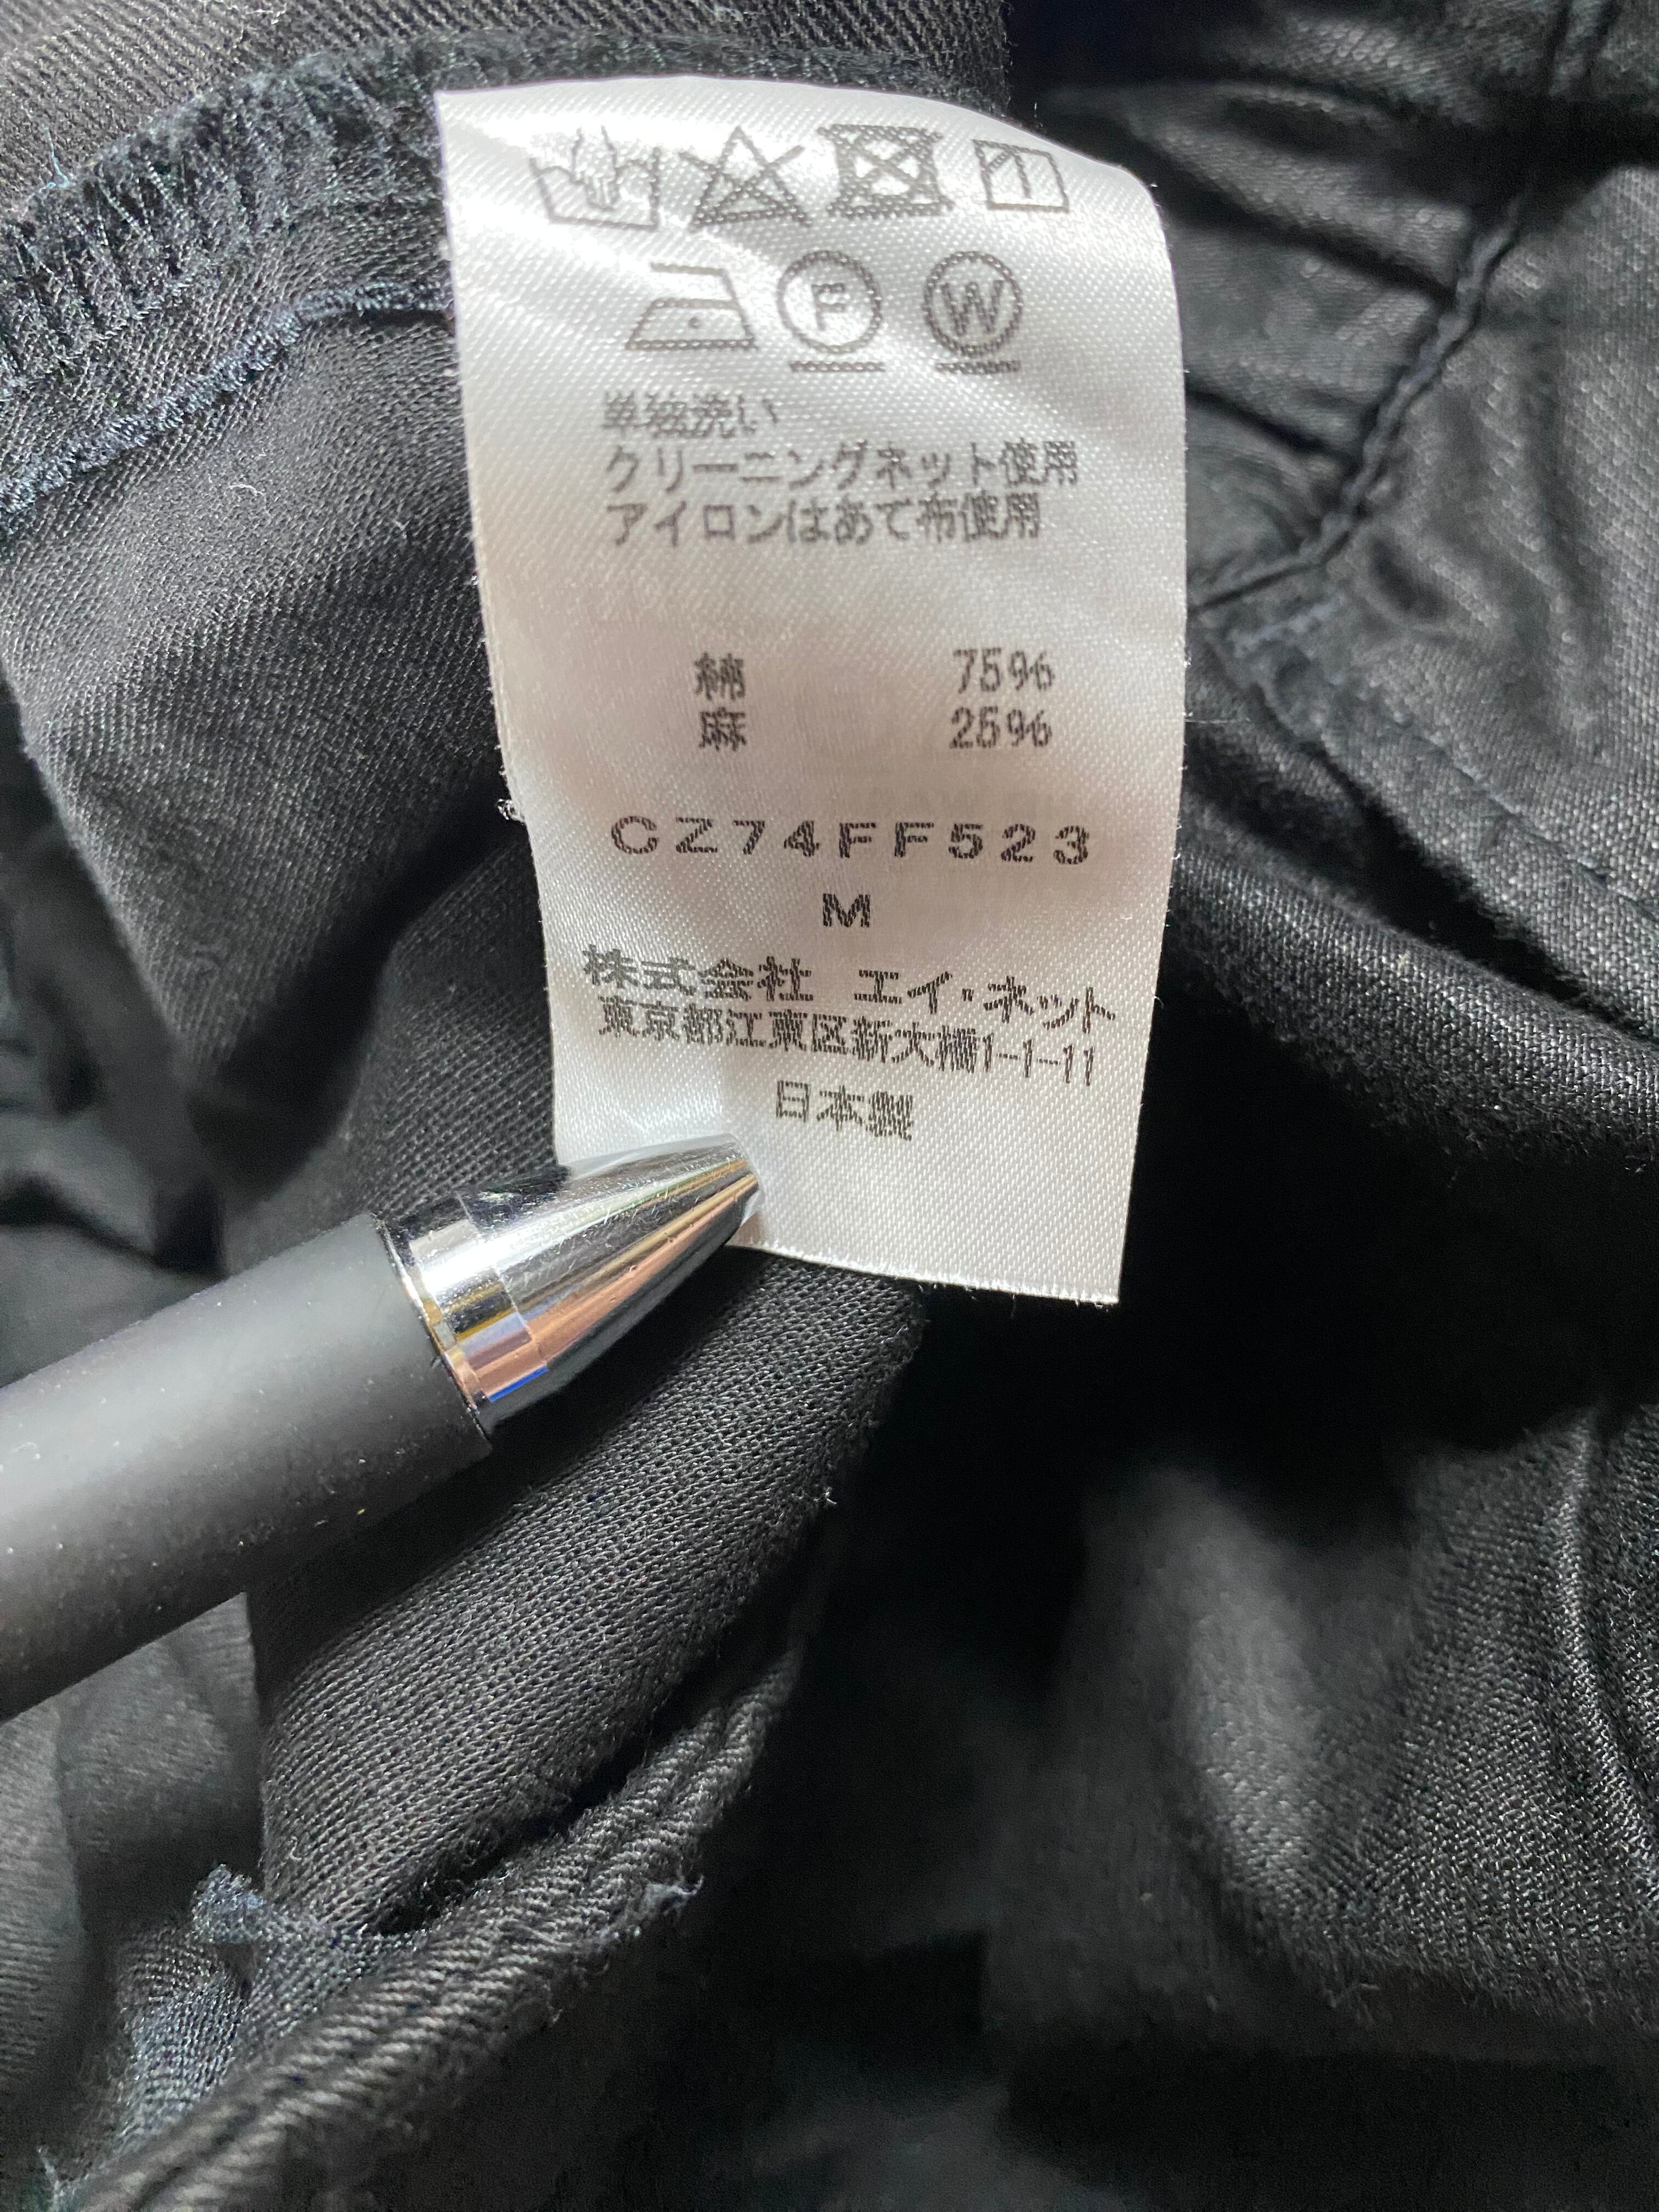 F W
単独洗い
クリーニングネット使用
アイロンはあて布使用
綿 75%
麻 25%
CZ74FF523
M
株式会社 エイ・ネット
東京都江東区新大橋1-1-11
日本製